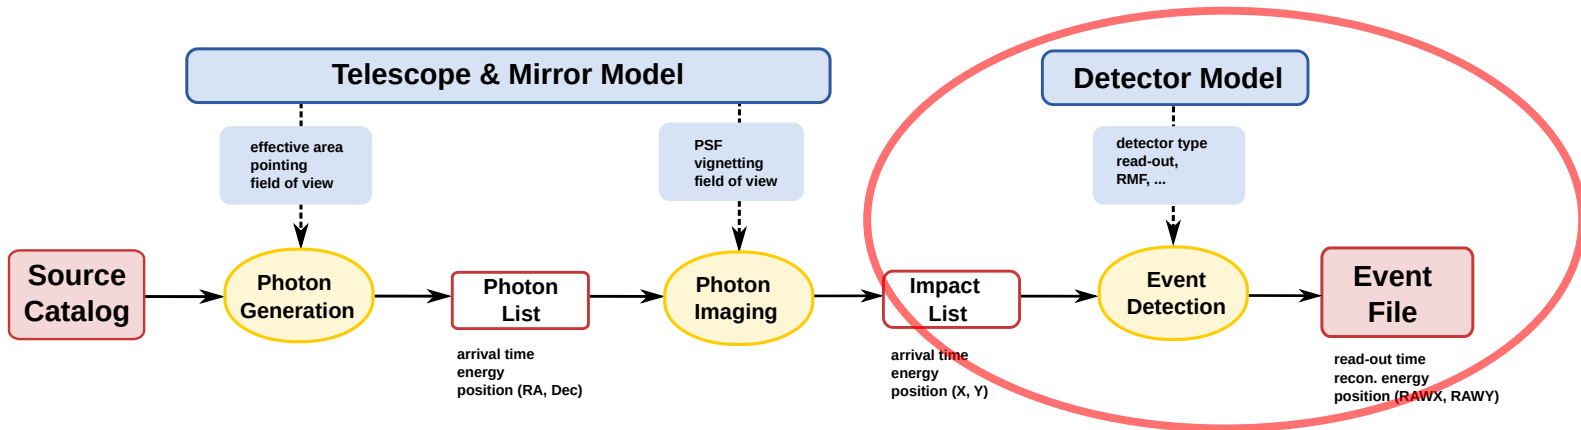 Telescope & Mirror Model
Detector Model
effective area
pointing
field of view
PSF
vignetting
field of view
detector type
read-out,
RMF, ...
Source
Catalog
Photon
Generation
Photon
List
Photon
Imaging
Impact
List
Event
Detection
Event
File
arrival time
energy
position (RA, Dec)
arrival time
energy
position (X, Y)
read-out time
recon. energy
position (RAWX, RAWY)